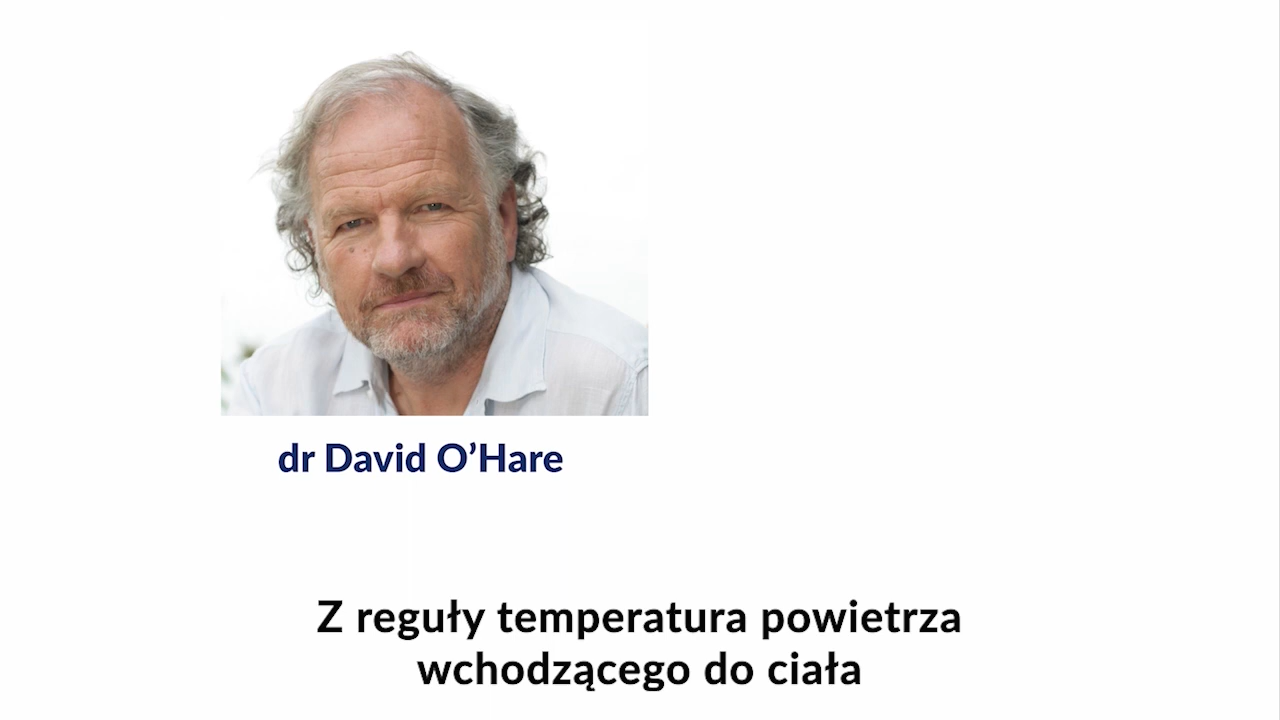 dr David O’Hare
Z reguły temperatura powietrza
wchodzącego do ciała